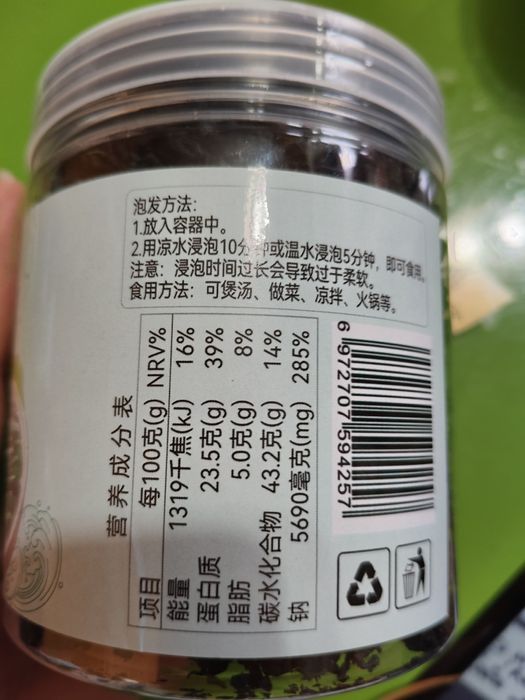 泡发方法：
1.放入容器中。
2.用凉水浸泡10分钟或温水浸泡5分钟，即可食用。
注意：浸泡时间过长会导致过于柔软。
食用方法：可煲汤、做菜、凉拌、火锅等。
营养成分表
项目 每100克(g) NRV%
能量 1319千焦(kJ) 16%
蛋白质 23.5克(g) 39%
脂肪 5.0克(g) 8%
碳水化合物 43.2克(g) 14%
钠 5690毫克(mg) 285%
6 972707 594257